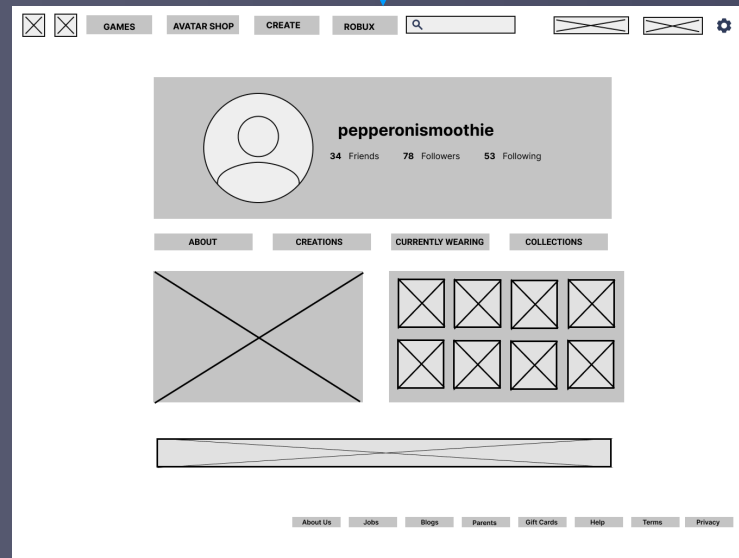 GAMES AVATAR SHOP CREATE ROBUX
pepperonismoothie
34 Friends 78 Followers 53 Following
ABOUT CREATIONS CURRENTLY WEARING COLLECTIONS
About Us Jobs Blogs Parents Gift Cards Help Terms Privacy